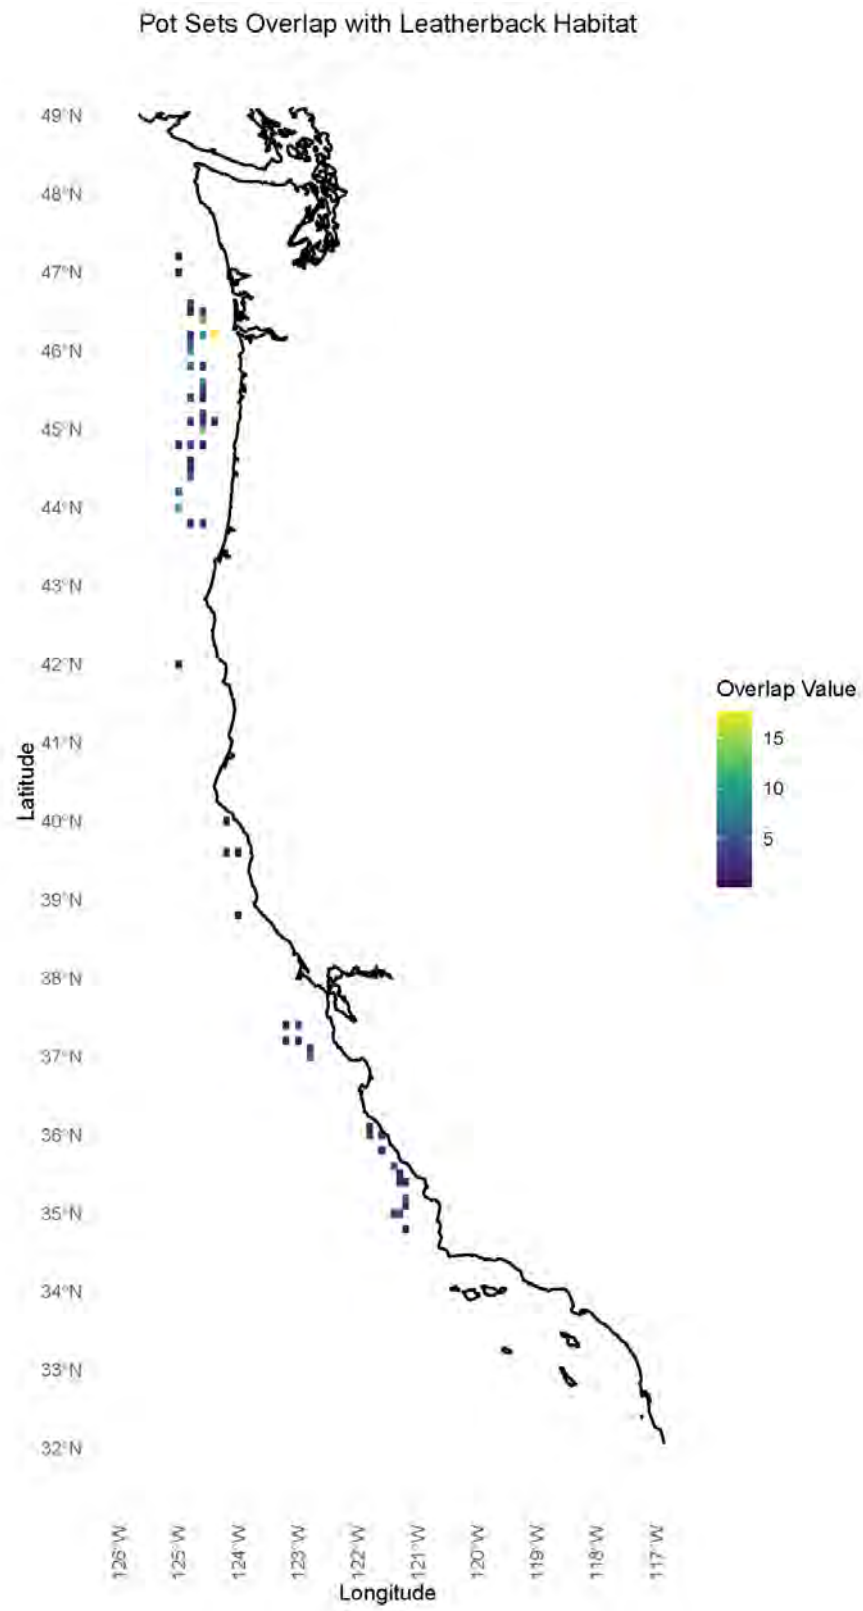 Pot Sets Overlap with Leatherback Habitat
49°N
48°N
47°N
46°N
45°N
44°N
43°N
42°N
41°N
40°N
39°N
38°N
37°N
36°N
35°N
34°N
33°N
32°N
Latitude
Overlap Value
15
10
5
126°W
125°W
124°W
123°W
122°W
121°W
120°W
119°W
118°W
117°W
Longitude